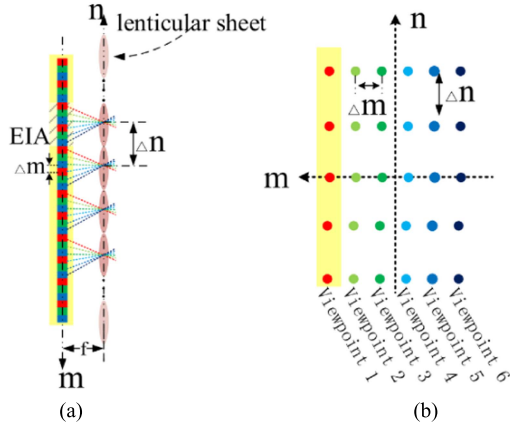 n
lenticular sheet
EIA
△m
△n
f
m
(a)
n
△m
△n
m
Viewpoint 1
Viewpoint 2
Viewpoint 3
Viewpoint 4
Viewpoint 5
Viewpoint 6
(b)